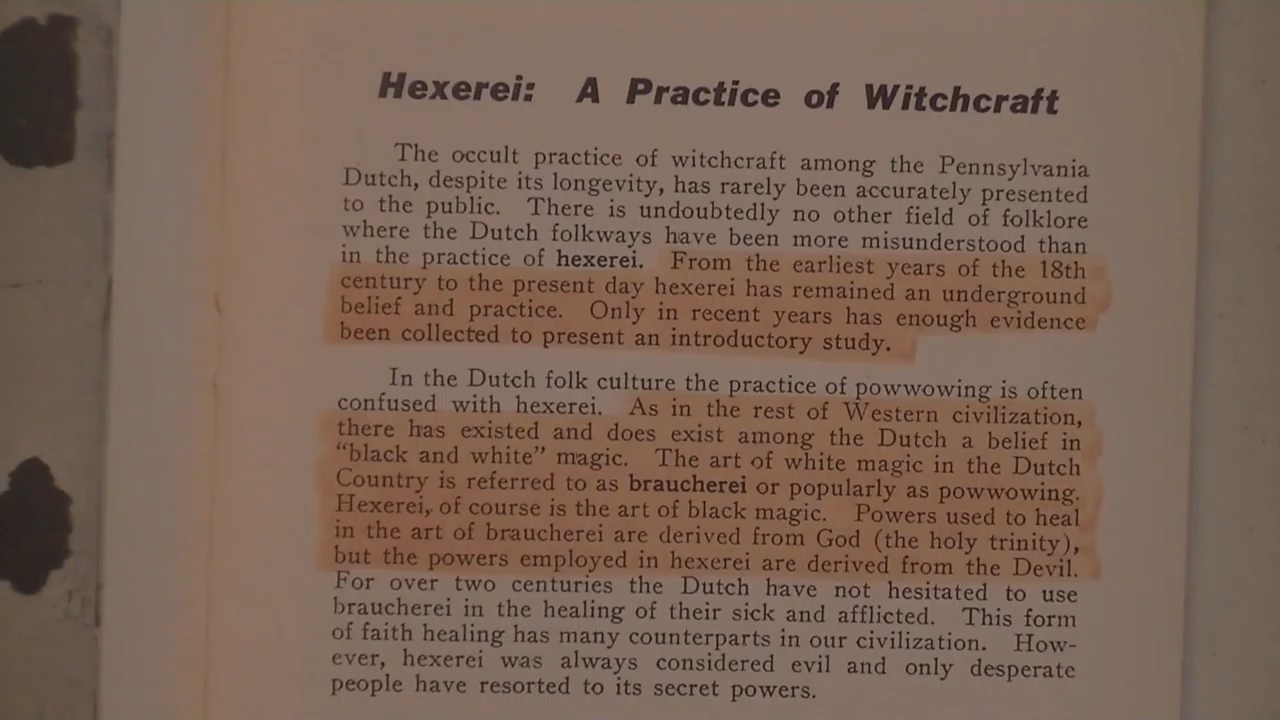 Hexerei: A Practice of Witchcraft
The occult practice of witchcraft among the Pennsylvania
Dutch, despite its longevity, has rarely been accurately presented
to the public. There is undoubtedly no other field of folklore
where the Dutch folkways have been more misunderstood than
in the practice of hexerei. From the earliest years of the 18th
century to the present day hexerei has remained an underground
belief and practice. Only in recent years has enough evidence
been collected to present an introductory study.
In the Dutch folk culture the practice of powwowing is often
confused with hexerei. As in the rest of Western civilization,
there has existed and does exist among the Dutch a belief in
“black and white” magic. The art of white magic in the Dutch
Country is referred to as braucherei or popularly as powwowing.
Hexerei, of course is the art of black magic. Powers used to heal
in the art of braucherei are derived from God (the holy trinity),
but the powers employed in hexerei are derived from the Devil.
For over two centuries the Dutch have not hesitated to use
braucherei in the healing of their sick and afflicted. This form
of faith healing has many counterparts in our civilization. How-
ever, hexerei was always considered evil and only desperate
people have resorted to its secret powers.